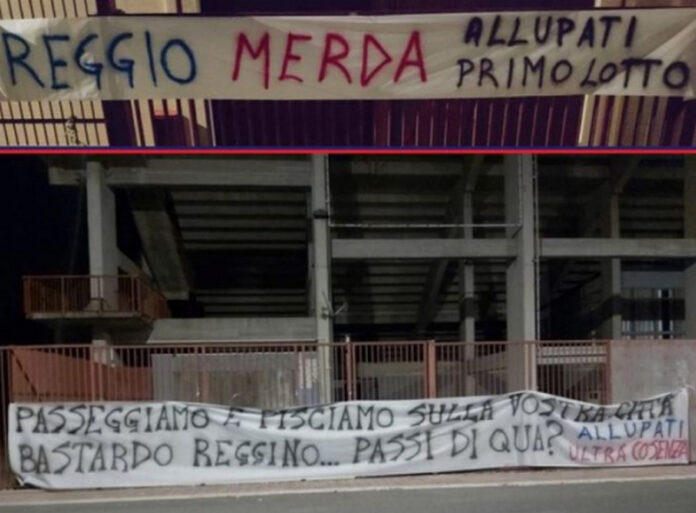 REGGIO MERDA ALLUPATI
PRIMO LOTTO
PASSEGGIAMO E PISCIAMO SULLA VOSTRA CITTÀ
BASTARDO REGGINO... PASSI DI QUA?
ALLUPATI
ULTRA COSENZA